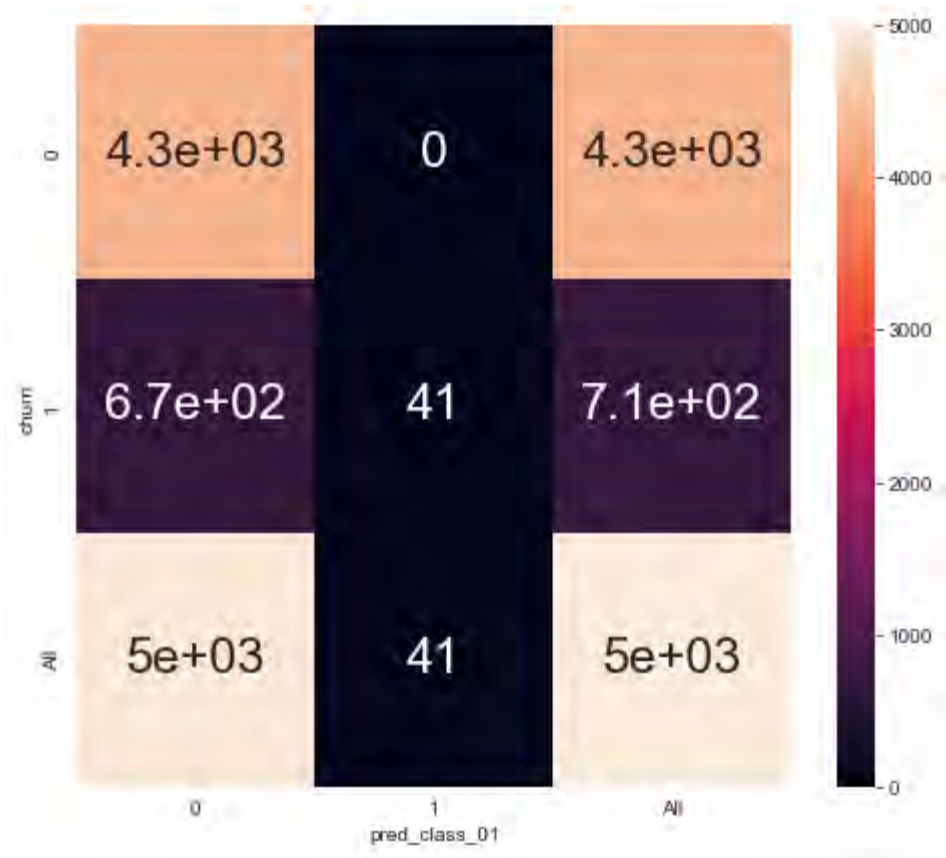 5000
0 4.3e+03 0 4.3e+03
4000
3000
churn
1 6.7e+02 41 7.1e+02
2000
1000
All 5e+03 41 5e+03
0
0 1 All
pred_class_01